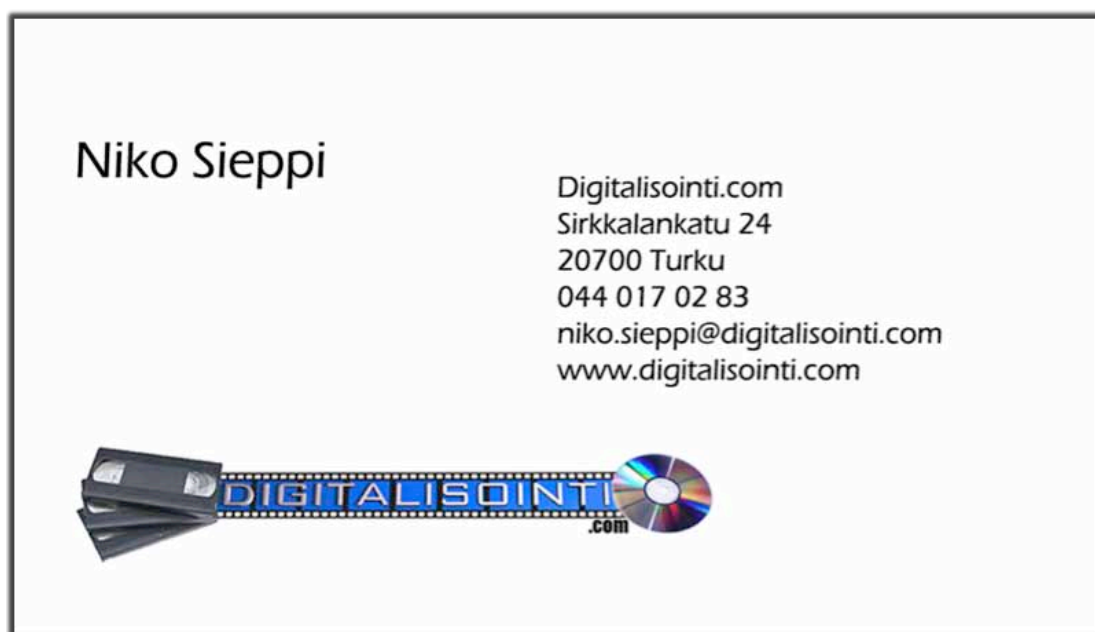 Niko Sieppi
Digitalisointi.com
Sirkkalankatu 24
20700 Turku
044 017 02 83
niko.sieppi@digitalisointi.com
www.digitalisointi.com
DIGITALISOINTI
.com